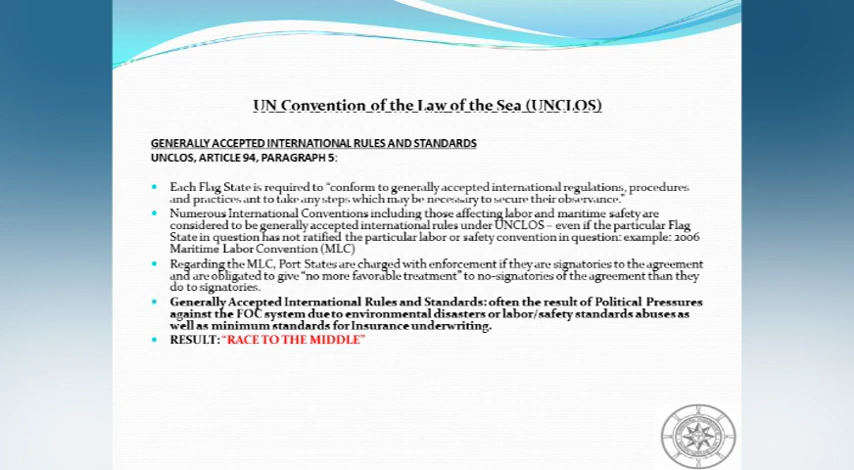 UN Convention of the Law of the Sea (UNCLOS)
GENERALLY ACCEPTED INTERNATIONAL RULES AND STANDARDS
UNCLOS, ARTICLE 94, PARAGRAPH 5:
• Each Flag State is required to “conform to generally accepted international regulations, procedures
and practices ant to take any steps which may be necessary to secure their observance.”
• Numerous International Conventions including those affecting labor and maritime safety are
considered to be generally accepted international rules under UNCLOS – even if the particular Flag
State in question has not ratified the particular labor or safety convention in question: example: 2006
Maritime Labor Convention (MLC)
• Regarding the MLC, Port States are charged with enforcement if they are signatories to the agreement
and are obligated to give “no more favorable treatment” to no-signatories of the agreement than they
do to signatories.
• Generally Accepted International Rules and Standards: often the result of Political Pressures
against the FOC system due to environmental disasters or labor/safety standards abuses as
well as minimum standards for Insurance underwriting.
• RESULT: “RACE TO THE MIDDLE”